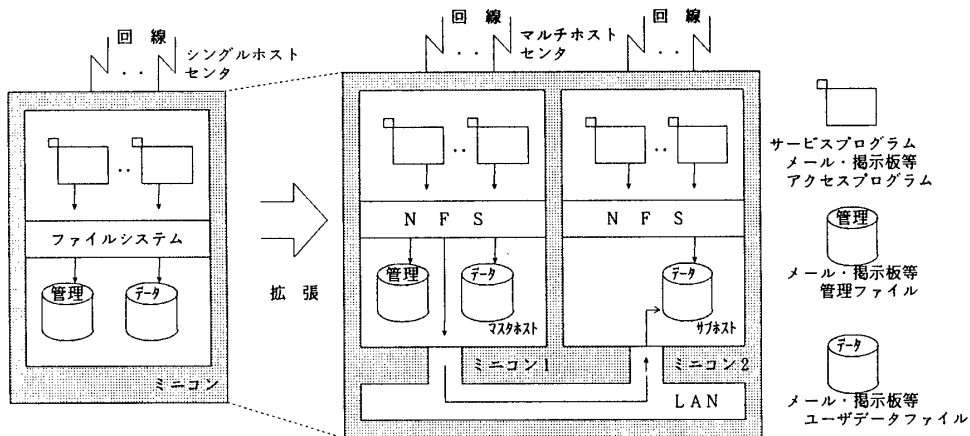 回線
シングルホスト
センタ
ファイルシステム
管理
データ
ミニコン
拡張
回線
マルチホスト
センタ
回線
NFS
管理
データ
マスタホスト
ミニコン1
NFS
データ
サブホスト
ミニコン2
LAN
サービスプログラム
メール・掲示板等
アクセスプログラム
管理
メール・掲示板等
管理ファイル
データ
メール・掲示板等
ユーザデータファイル